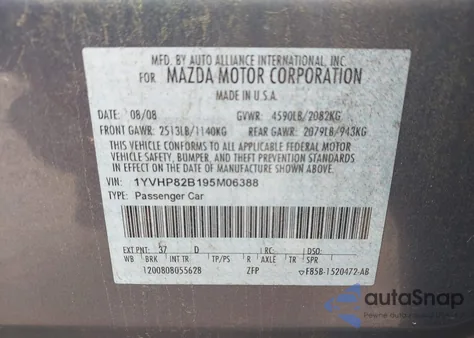 MFD. BY AUTO ALLIANCE INTERNATIONAL, INC.
FOR MAZDA MOTOR CORPORATION
MADE IN U.S.A.
DATE: 08/08 GVWR: 4590LB/2082KG
FRONT GAWR: 2513LB/1140KG REAR GAWR: 2079LB/943KG
THIS VEHICLE CONFORMS TO ALL APPLICABLE FEDERAL MOTOR
VEHICLE SAFETY, BUMPER, AND THEFT PREVENTION STANDARDS
IN EFFECT ON THE DATE OF MANUFACTURE SHOWN ABOVE.
VIN: 1YVHP82B195M06388
TYPE: Passenger Car
EXT PNT: 37 D RC: DSO:
WB BRK INT TR TP/PS R AXLE TR SPR
1200808055628 ZFP F85B-1520472-AB
autoSnap